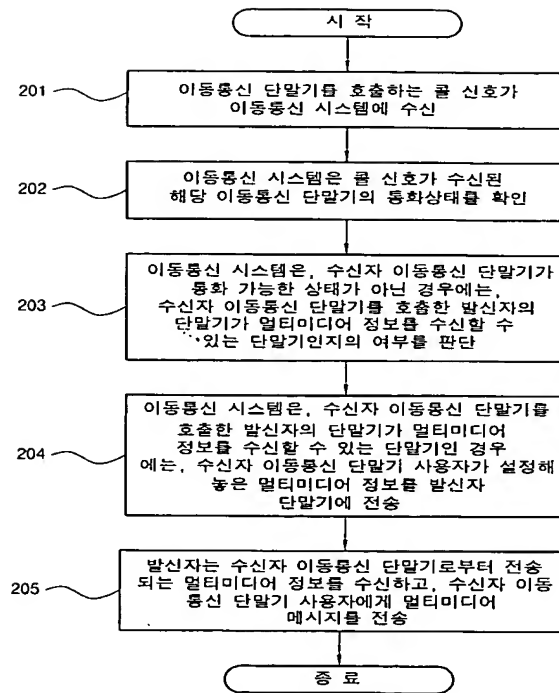 시 작
201
이동통신 단말기를 호출하는 콜 신호가
이동통신 시스템에 수신
202
이동통신 시스템은 콜 신호가 수신된
해당 이동통신 단말기의 통화상태를 확인
203
이동통신 시스템은, 수신자 이동통신 단말기가
통화 가능한 상태가 아닌 경우에는,
수신자 이동통신 단말기를 호출한 발신자의
단말기가 멀티미디어 정보를 수신할 수
있는 단말기인지의 여부를 판단
204
이동통신 시스템은, 수신자 이동통신 단말기를
호출한 발신자의 단말기가 멀티미디어
정보를 수신할 수 있는 단말기인 경우
에는, 수신자 이동통신 단말기 사용자가 설정해
놓은 멀티미디어 정보를 발신자
단말기에 전송
205
발신자는 수신자 이동통신 단말기로부터 전송
되는 멀티미디어 정보를 수신하고, 수신자 이동
통신 단말기 사용자에게 멀티미디어
메시지를 전송
종 료